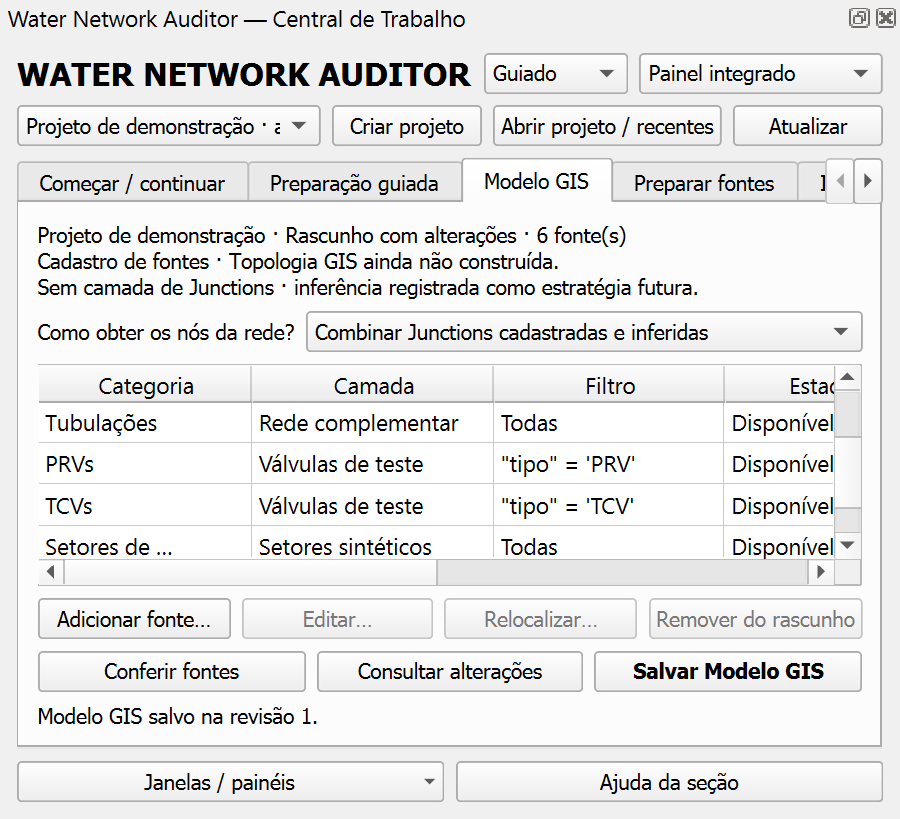 Water Network Auditor — Central de Trabalho
WATER NETWORK AUDITOR Guiado Painel integrado
Projeto de demonstração · Criar projeto Abrir projeto / recentes Atualizar
Começar / continuar Preparação guiada Modelo GIS Preparar fontes
Projeto de demonstração · Rascunho com alterações · 6 fonte(s)
Cadastro de fontes · Topologia GIS ainda não construída.
Sem camada de Junctions · inferência registrada como estratégia futura.
Como obter os nós da rede? Combinar Junctions cadastradas e inferidas
Categoria Camada Filtro
Tubulações Rede complementar Todas Disponível
PRVs Válvulas de teste "tipo" = 'PRV' Disponível
TCVs Válvulas de teste "tipo" = 'TCV' Disponível
Setores de ... Setores sintéticos Todas Disponível
Adicionar fonte... Editar... Relocalizar... Remover do rascunho
Conferir fontes Consultar alterações Salvar Modelo GIS
Modelo GIS salvo na revisão 1.
Janelas / painéis Ajuda da seção